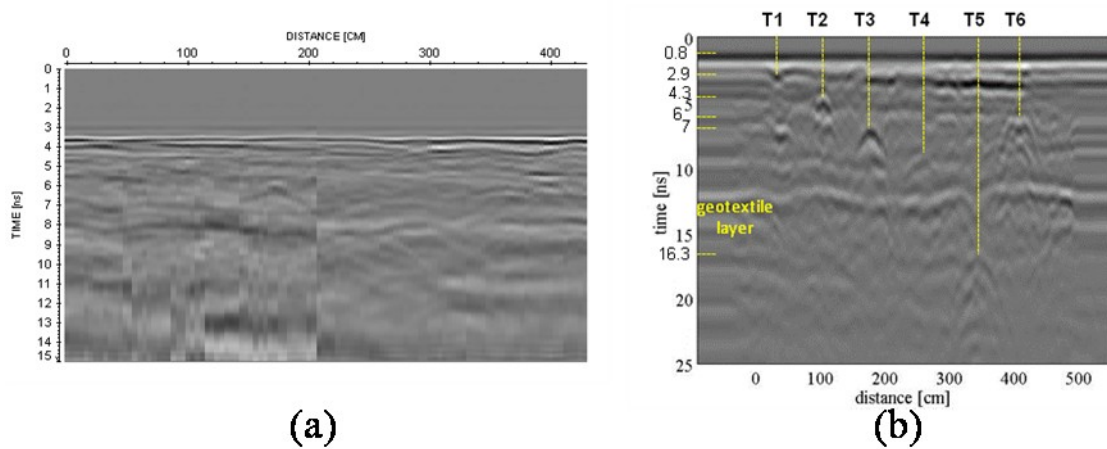 DISTANCE [CM]
0 100 200 300 400
TIME [ns]
0
1
2
3
4
5
6
7
8
9
10
11
12
13
14
15
(a)
T1 T2 T3 T4 T5 T6
0
0.8
2.9
4.3
5
6
7
10
15
16.3
20
25
time [ns]
geotextile
layer
0 100 200 300 400 500
distance [cm]
(b)